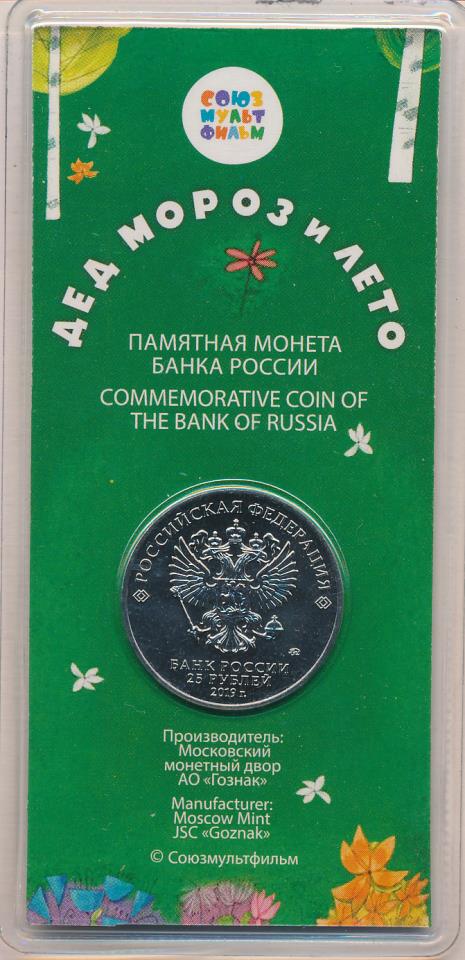 СОЮЗ
МУЛЬТ
ФИЛЬМ
ДЕД МОРОЗ И ЛЕТО
ПАМЯТНАЯ МОНЕТА
БАНКА РОССИИ
COMMEMORATIVE COIN OF
THE BANK OF RUSSIA
РОССИЙСКАЯ ФЕДЕРАЦИЯ
БАНК РОССИИ
25 РУБЛЕЙ
2019 г.
Производитель:
Московский
монетный двор
АО «Гознак»
Manufacturer:
Moscow Mint
JSC «Goznak»
© Союзмультфильм